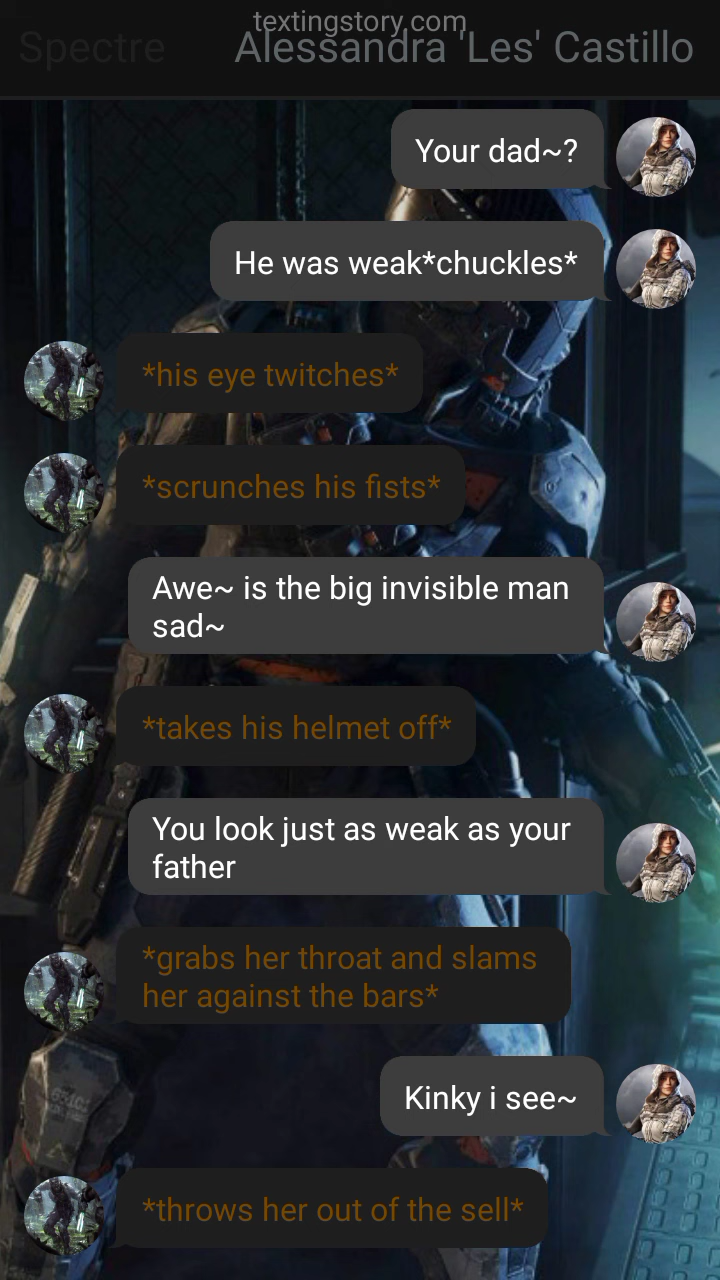 textingstory.com
Spectre
Alessandra 'Les' Castillo
Your dad~?
He was weak*chuckles*
*his eye twitches*
*scrunches his fists*
Awe~ is the big invisible man
sad~
*takes his helmet off*
You look just as weak as your
father
*grabs her throat and slams
her against the bars*
Kinky i see~
*throws her out of the sell*